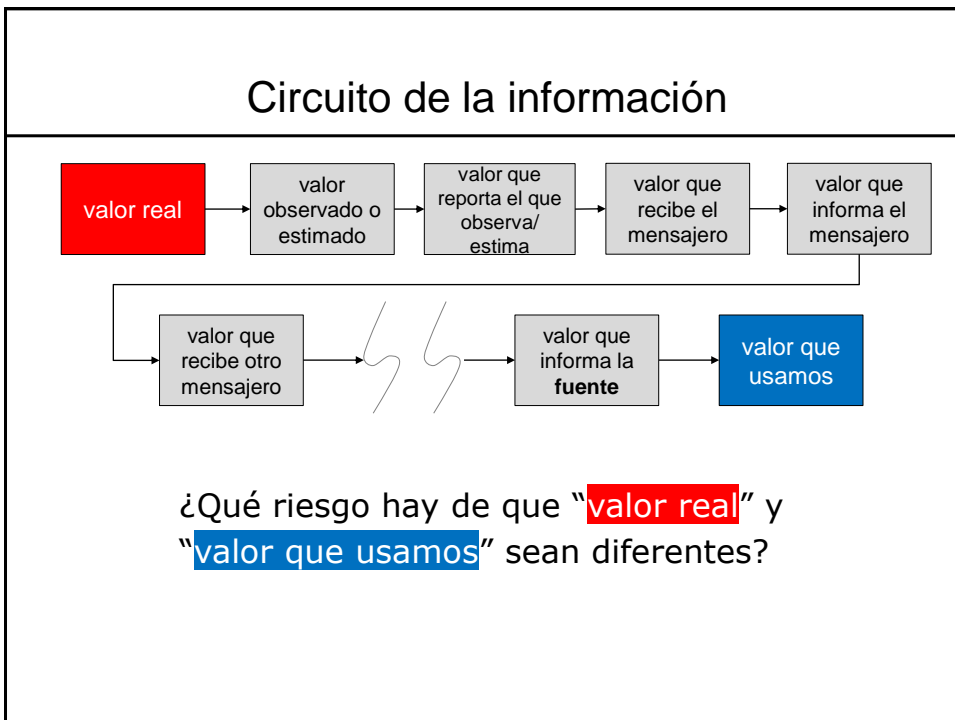 Circuito de la información
valor real
valor
observado o
estimado
valor que
reporta el que
observa/
estima
valor que
recibe el
mensajero
valor que
informa el
mensajero
valor que
recibe otro
mensajero
valor que
informa la
fuente
valor que
usamos
¿Qué riesgo hay de que “valor real” y
“valor que usamos” sean diferentes?